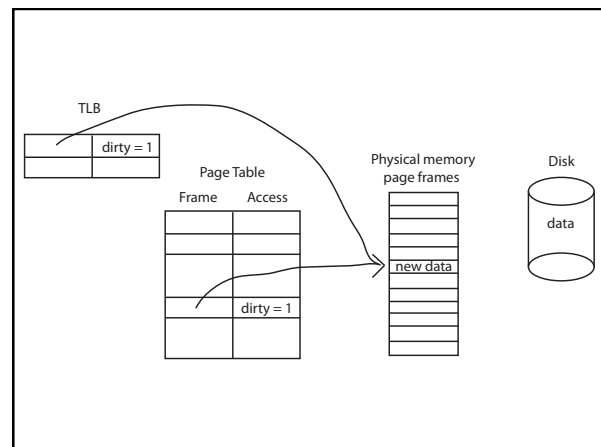 TLB
dirty = 1
Page Table
Frame Access
dirty = 1
Physical memory
page frames
new data
Disk
data